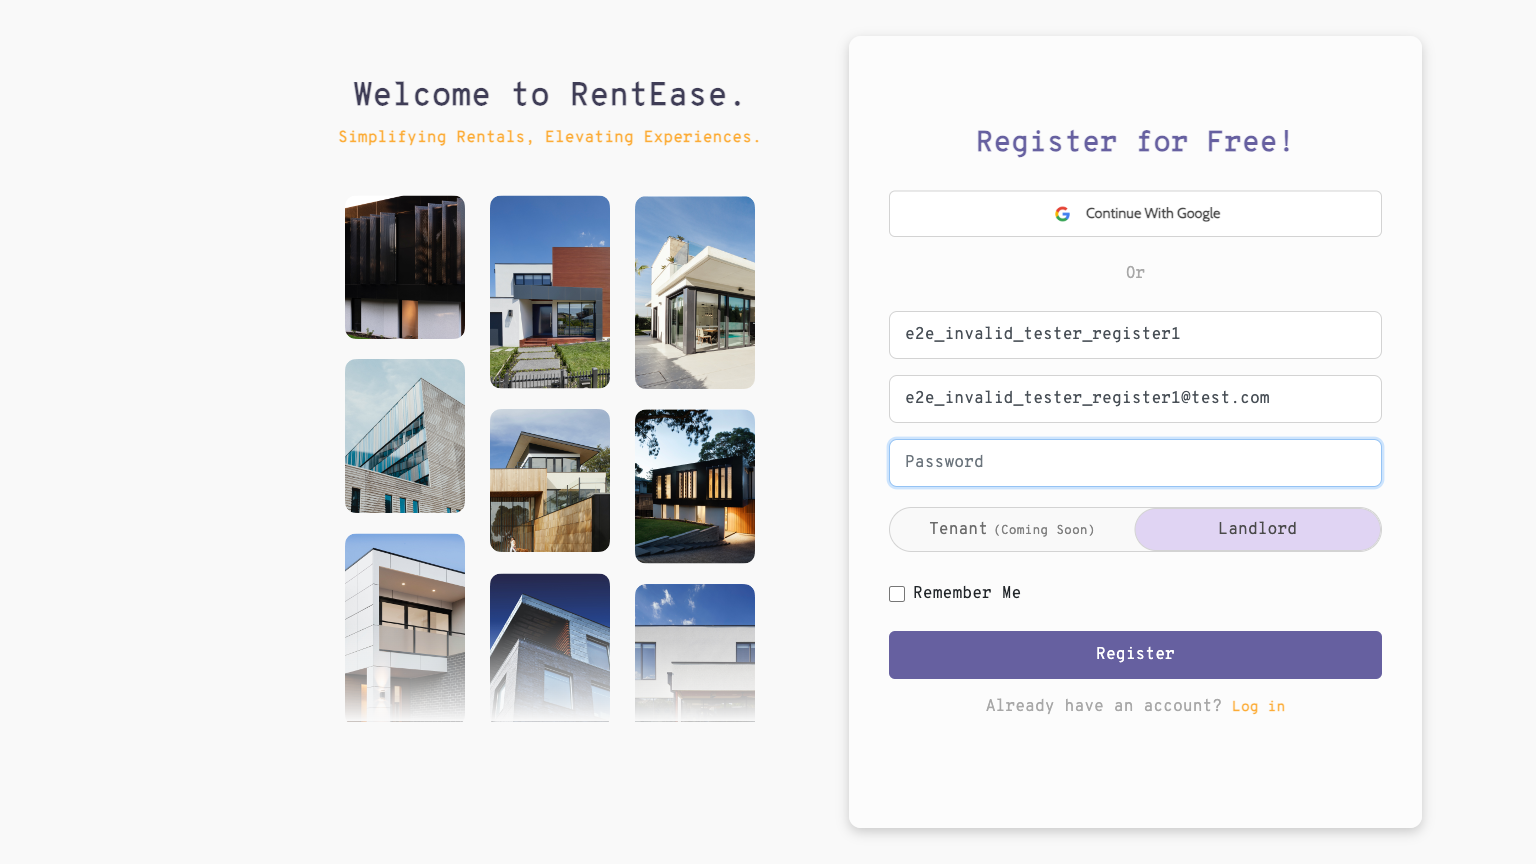 Welcome to RentEase.
Simplifying Rentals, Elevating Experiences.
Register for Free!
Continue With Google
Or
e2e_invalid_tester_register1
e2e_invalid_tester_register1@test.com
Password
Tenant (Coming Soon) Landlord
Remember Me
Register
Already have an account? Log in